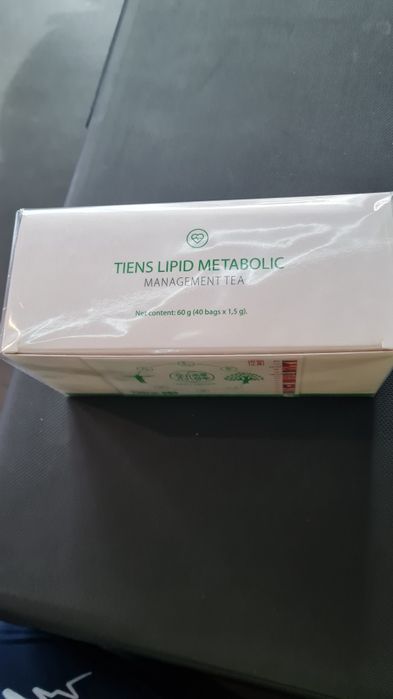 TIENS LIPID METABOLIC
MANAGEMENT TEA
Net content: 60 g (40 bags x 1,5 g).